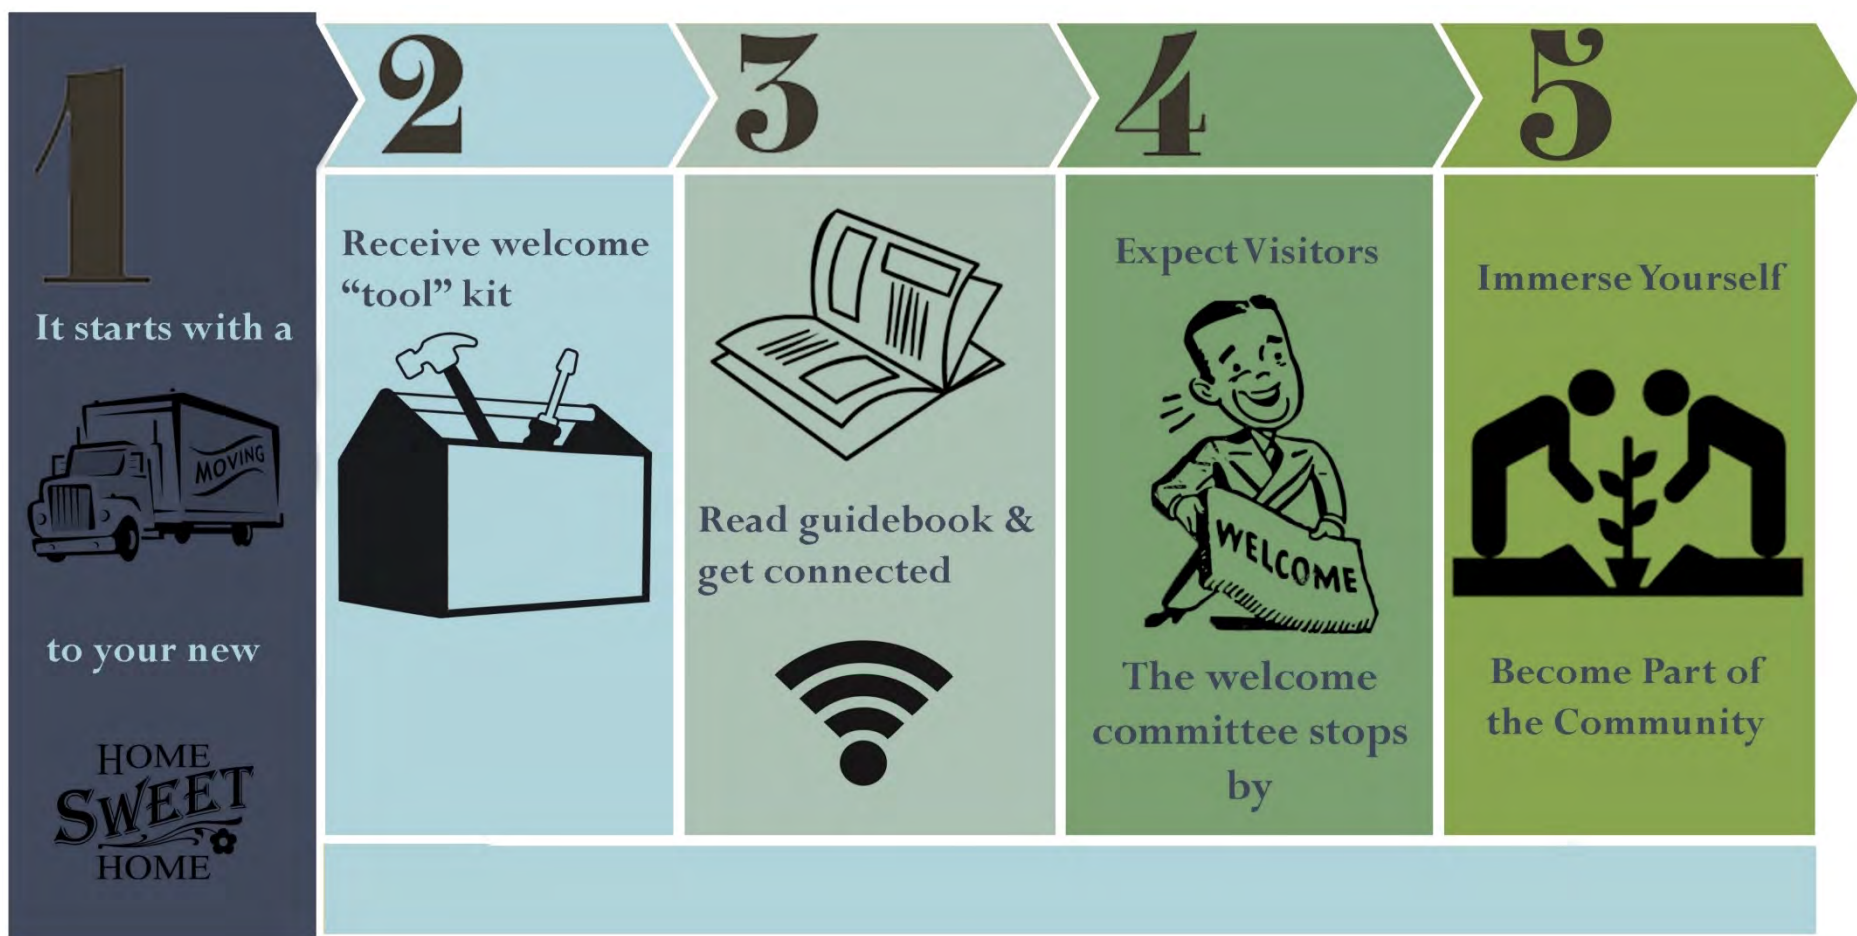 1
It starts with a
MOVING
to your new
HOME
SWEET
HOME
2
Receive welcome
“tool” kit
3
Read guidebook &
get connected
4
Expect Visitors
WELCOME
The welcome
committee stops
by
5
Immerse Yourself
Become Part of
the Community